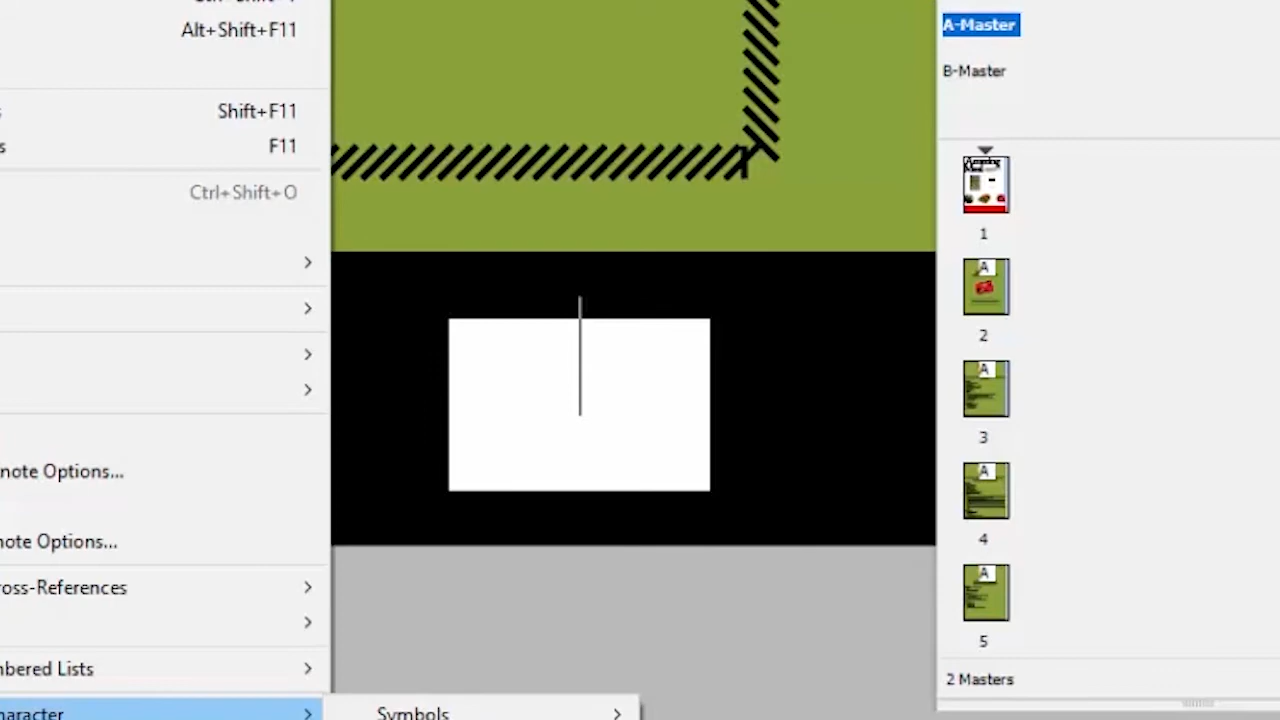 Alt+Shift+F11
Shift+F11
F11
Ctrl+Shift+O
note Options...
note Options...
ross-References
nbered Lists
haracter
Symbols
A-Master
B-Master
1
A
2
A
3
A
4
A
5
2 Masters